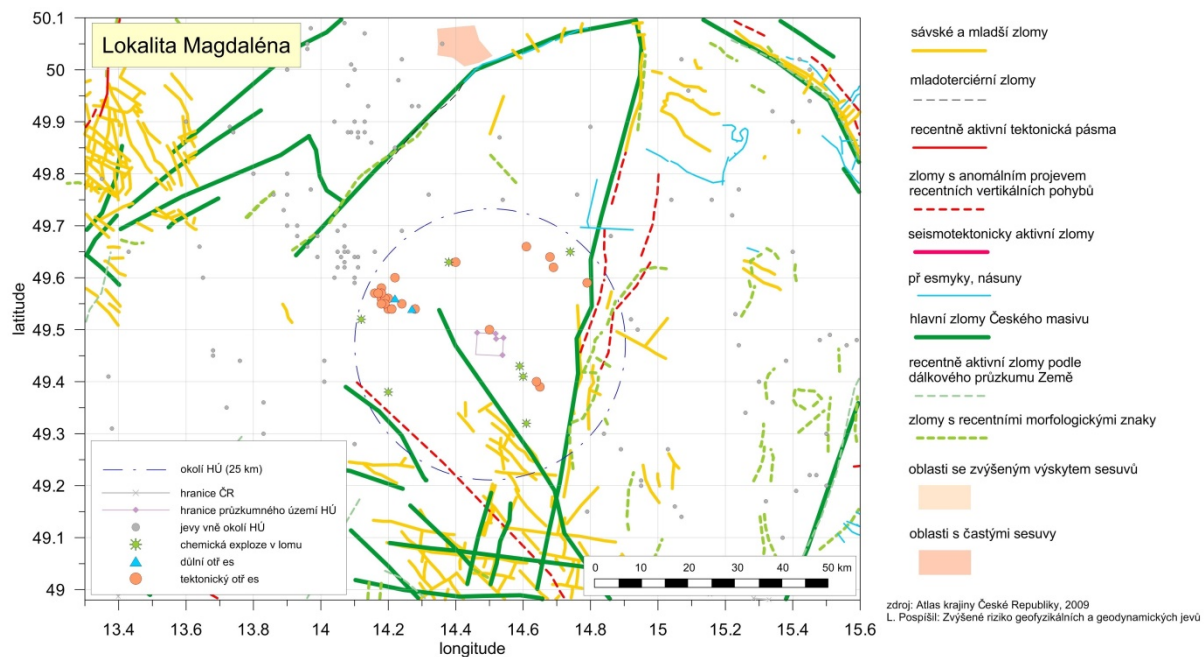 Lokalita Magdaléna
50.1
50
49.9
49.8
49.7
49.6
49.5
49.4
49.3
49.2
49.1
49
latitude
13.4 13.6 13.8 14 14.2 14.4 14.6 14.8 15 15.2 15.4 15.6
longitude
okolí HÚ (25 km)
hranice ČR
hranice průzkumného území HÚ
jevy vně okolí HÚ
chemická exploze v lomu
důlní otř es
tektonický otř es
0 10 20 30 40 50 km
sávské a mladší zlomy
mladoterciérní zlomy
recentně aktivní tektonická pásma
zlomy s anomálním projevem
recentních vertikálních pohybů
seismotektonicky aktivní zlomy
př esmyky, násuny
hlavní zlomy Českého masivu
recentně aktivní zlomy podle
dálkového průzkumu Země
zlomy s recentními morfologickými znaky
oblasti se zvýšeným výskytem sesuvů
oblasti s častými sesuvy
zdroj: Atlas krajiny České Republiky, 2009
L. Pospíšil: Zvýšené riziko geofyzikálních a geodynamických jevů